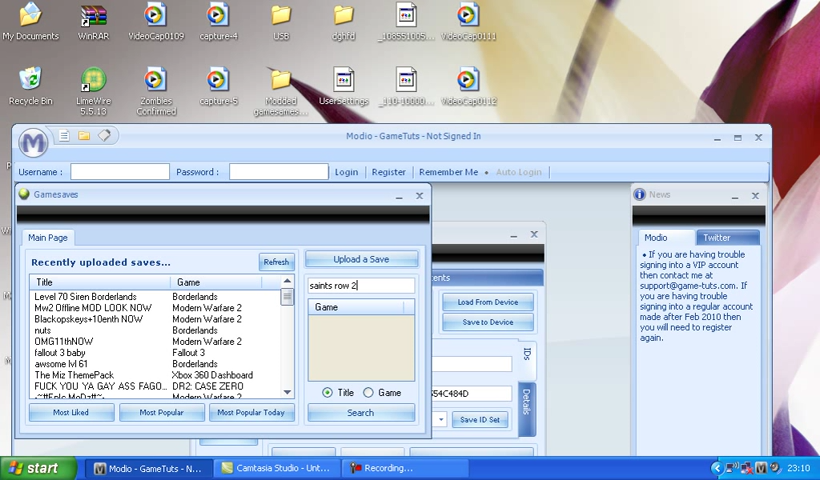 My Documents
WinRAR
VideoCap0109
capture-4
USB
dghfd
_108551005...
VideoCap0111
Recycle Bin
LimeWire
5.5.13
Zombies
Confirmed
capture-5
Modded
gamesaves...
UserSettings
_110-10000...
VideoCap0112
Modio - GameTuts - Not Signed In
Username :
Password :
Login
Register
Remember Me
Auto Login
Gamesaves
Main Page
Recently uploaded saves...
Refresh
Title
Game
Level 70 Siren Borderlands
Borderlands
Mw2 Offline MOD LOOK NOW
Modern Warfare 2
Blackopskeys+10enth NOW
Modern Warfare 2
nuts
Borderlands
OMG11thNOW
Modern Warfare 2
fallout 3 baby
Fallout 3
awsome lvl 61
Borderlands
The Miz ThemePack
Xbox 360 Dashboard
FUCK YOU YA GAY ASS FAGO...
DR2: CASE ZERO
Modern Warfare 2
Most Liked
Most Popular
Most Popular Today
Upload a Save
saints row 2
Game
Title
Game
Search
ents
Load From Device
Save to Device
IDs
Details
54C484D
Save ID Set
News
Modio
Twitter
• If you are having trouble
signing into a VIP account
then contact me at
support@game-tuts.com. If
you are having trouble
signing into a regular account
made after Feb 2010 then
you will need to register
again.
start
Modio - GameTuts - N...
Camtasia Studio - Unt...
Recording...
23:10